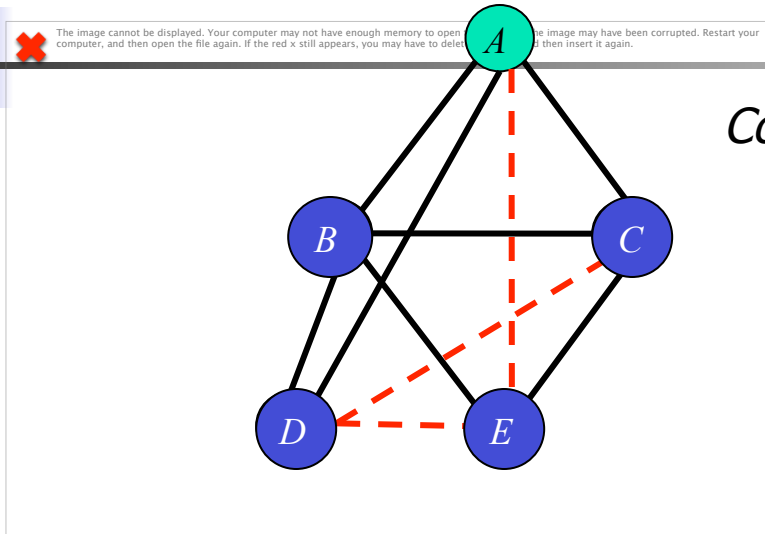 The image cannot be displayed. Your computer may not have enough memory to open
e image may have been corrupted. Restart your
computer, and then open the file again. If the red x still appears, you may have to delet
d then insert it again.
A
Co
B
C
D
E